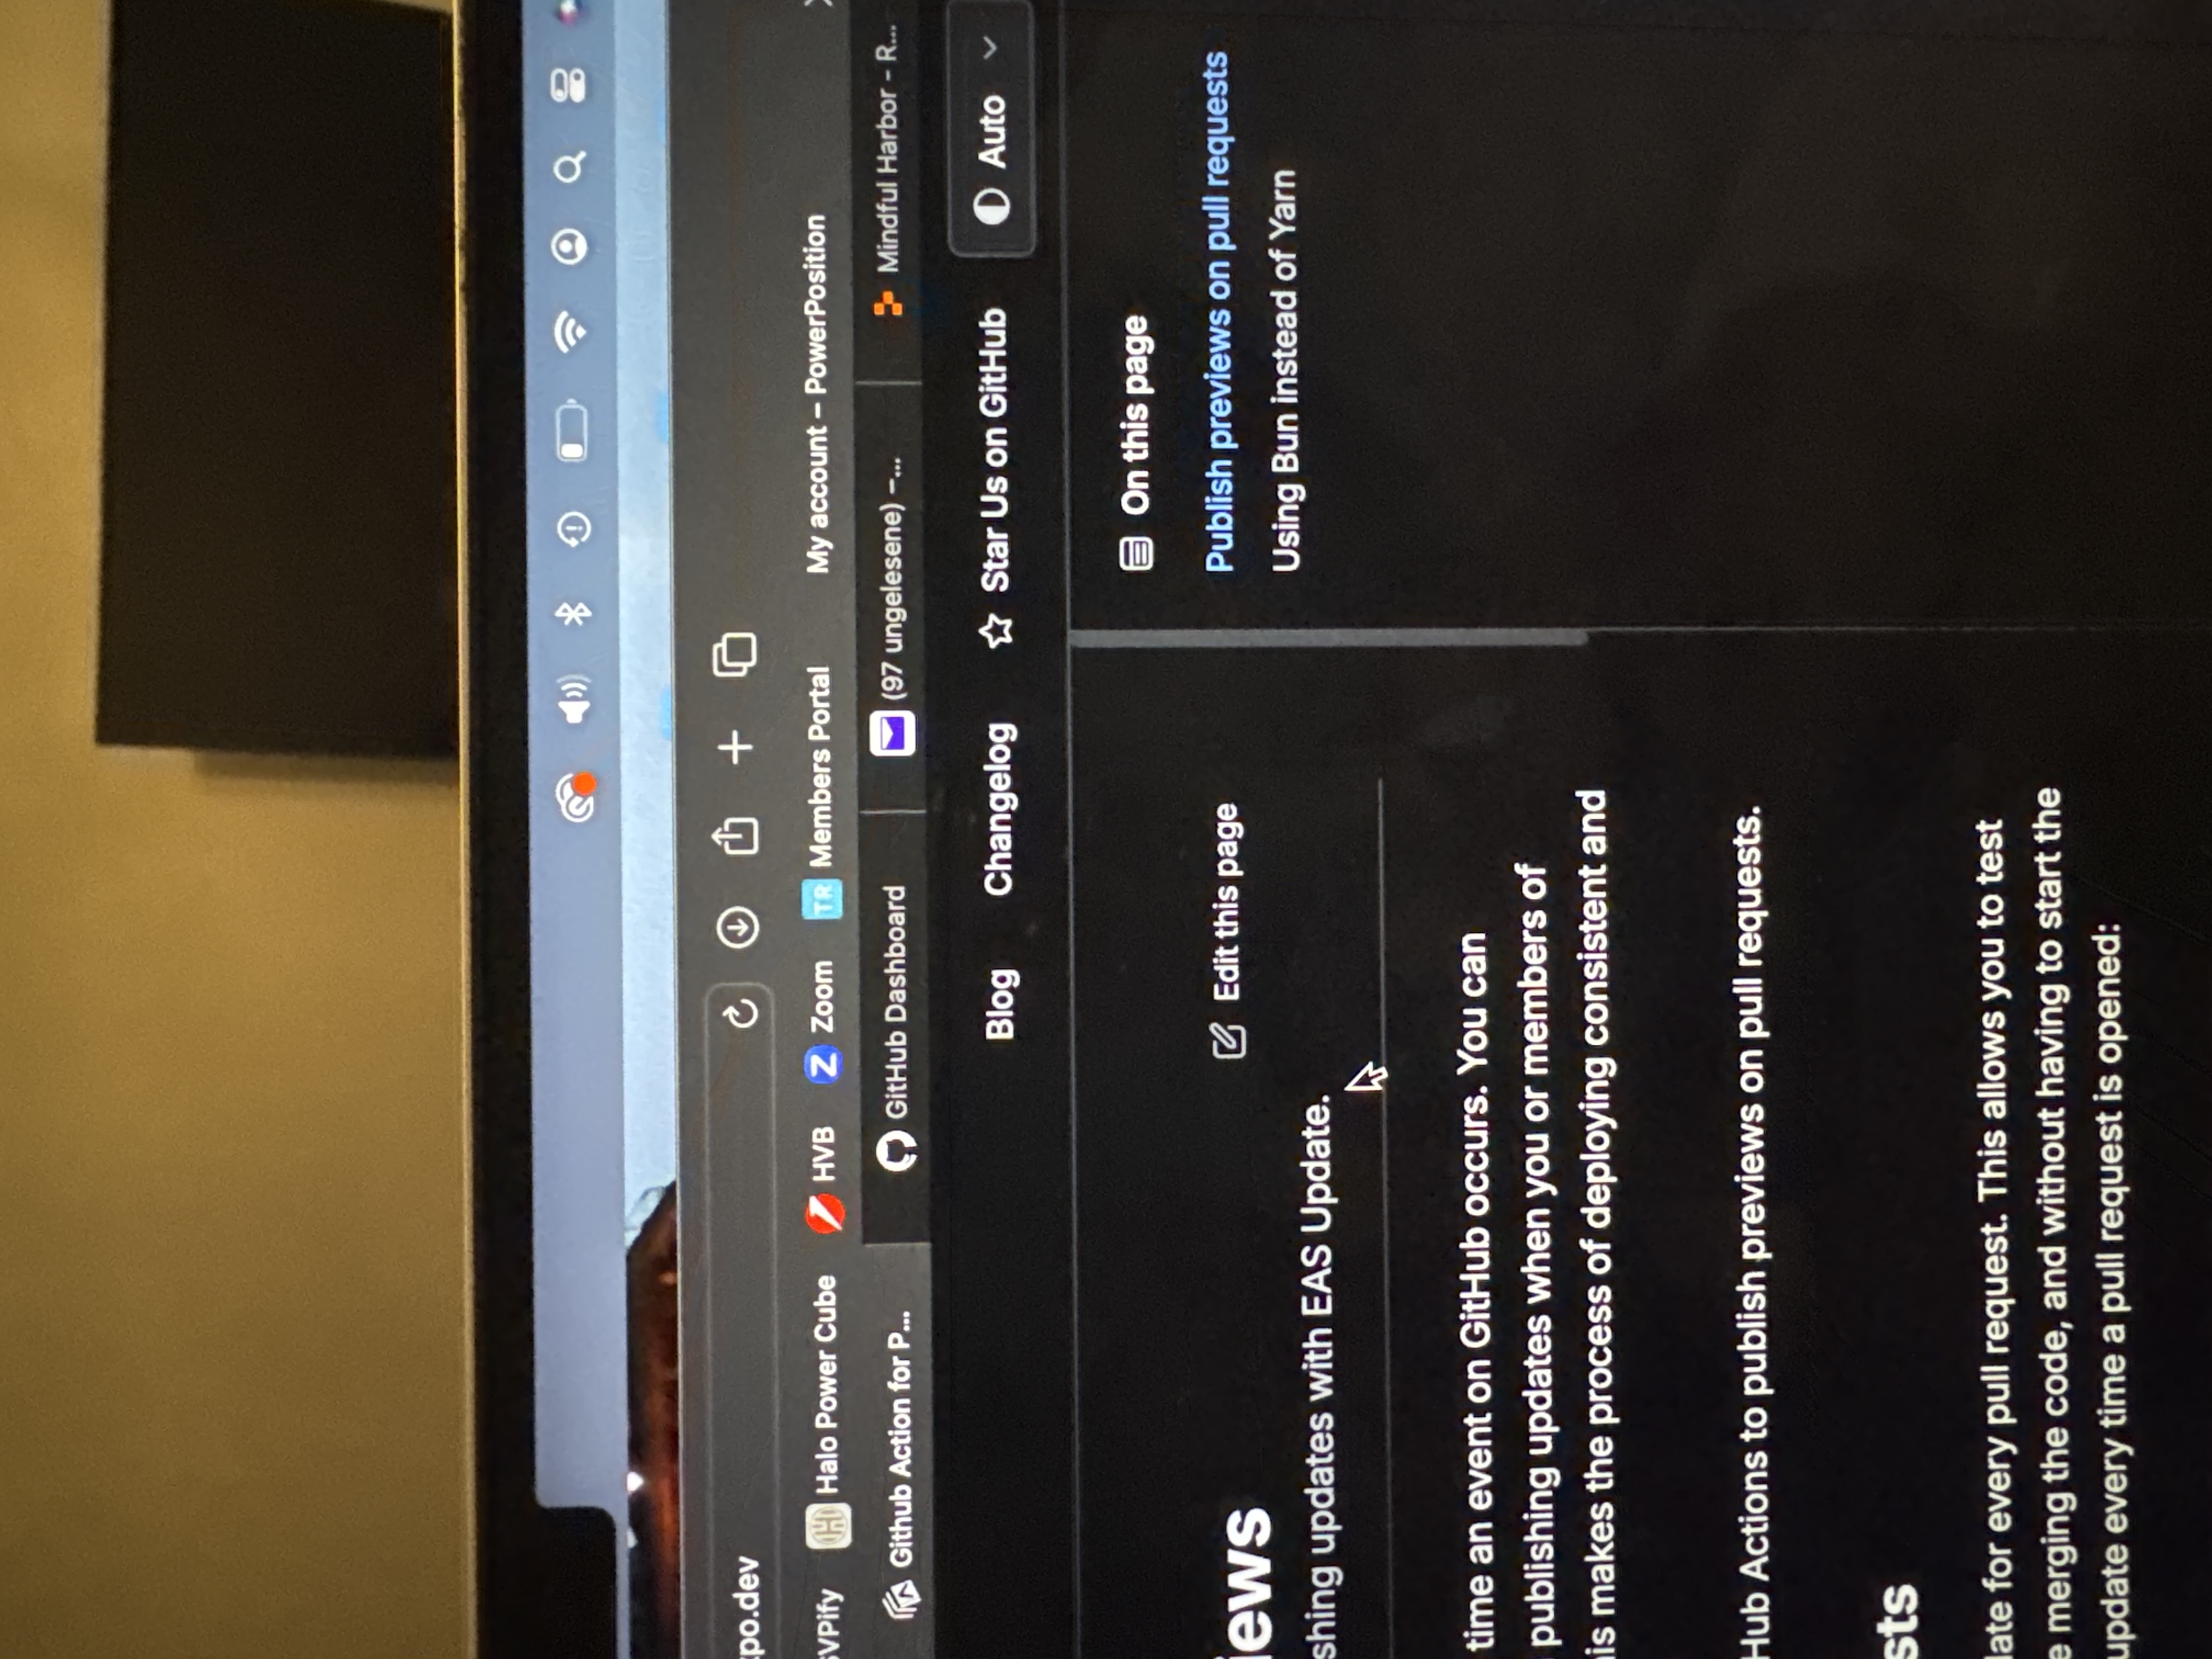 po.dev
VPify
Halo Power Cube
HVB
Zoom
TR
Members Portal
My account – PowerPosition
Github Action for P...
GitHub Dashboard
(97 ungelesene) –...
Mindful Harbor - R...
Blog
Changelog
Star Us on GitHub
Auto
On this page
Publish previews on pull requests
Using Bun instead of Yarn
iews
Edit this page
shing updates with EAS Update.
time an event on GitHub occurs. You can
publishing updates when you or members of
is makes the process of deploying consistent and
Hub Actions to publish previews on pull requests.
sts
late for every pull request. This allows you to test
e merging the code, and without having to start the
update every time a pull request is opened: